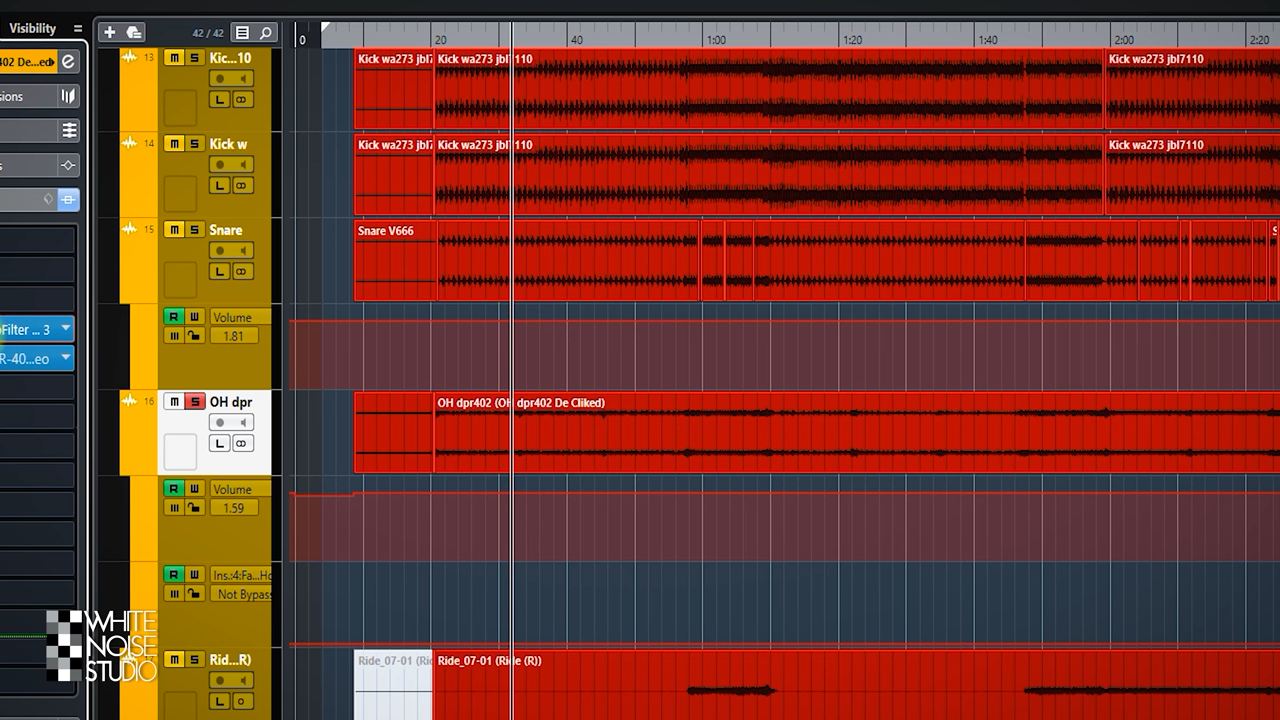 Visibility
42 / 42
0
20
40
1:00
1:20
1:40
2:00
2:20
402 De...ed
sions
s
Filter ... 3
R-40...eo
13
M S Kic...10
L
Kick wa273 jbl7
Kick wa273 jbl7110
Kick wa273 jbl7110
14
M S Kick w
L
Kick wa273 jbl7
Kick wa273 jbl7110
Kick wa273 jbl7110
15
M S Snare
L
Snare V666
S
R W Volume
1.81
16
M S OH dpr
L
OH dpr402 (OH dpr402 De Cliked)
R W Volume
1.59
R W Ins.:4:Fa...Ho
Not Bypass
M S Rid...R)
L
Ride_07-01 (Rid
Ride_07-01 (Ride (R))
WHITE
NOISE
STUDIO